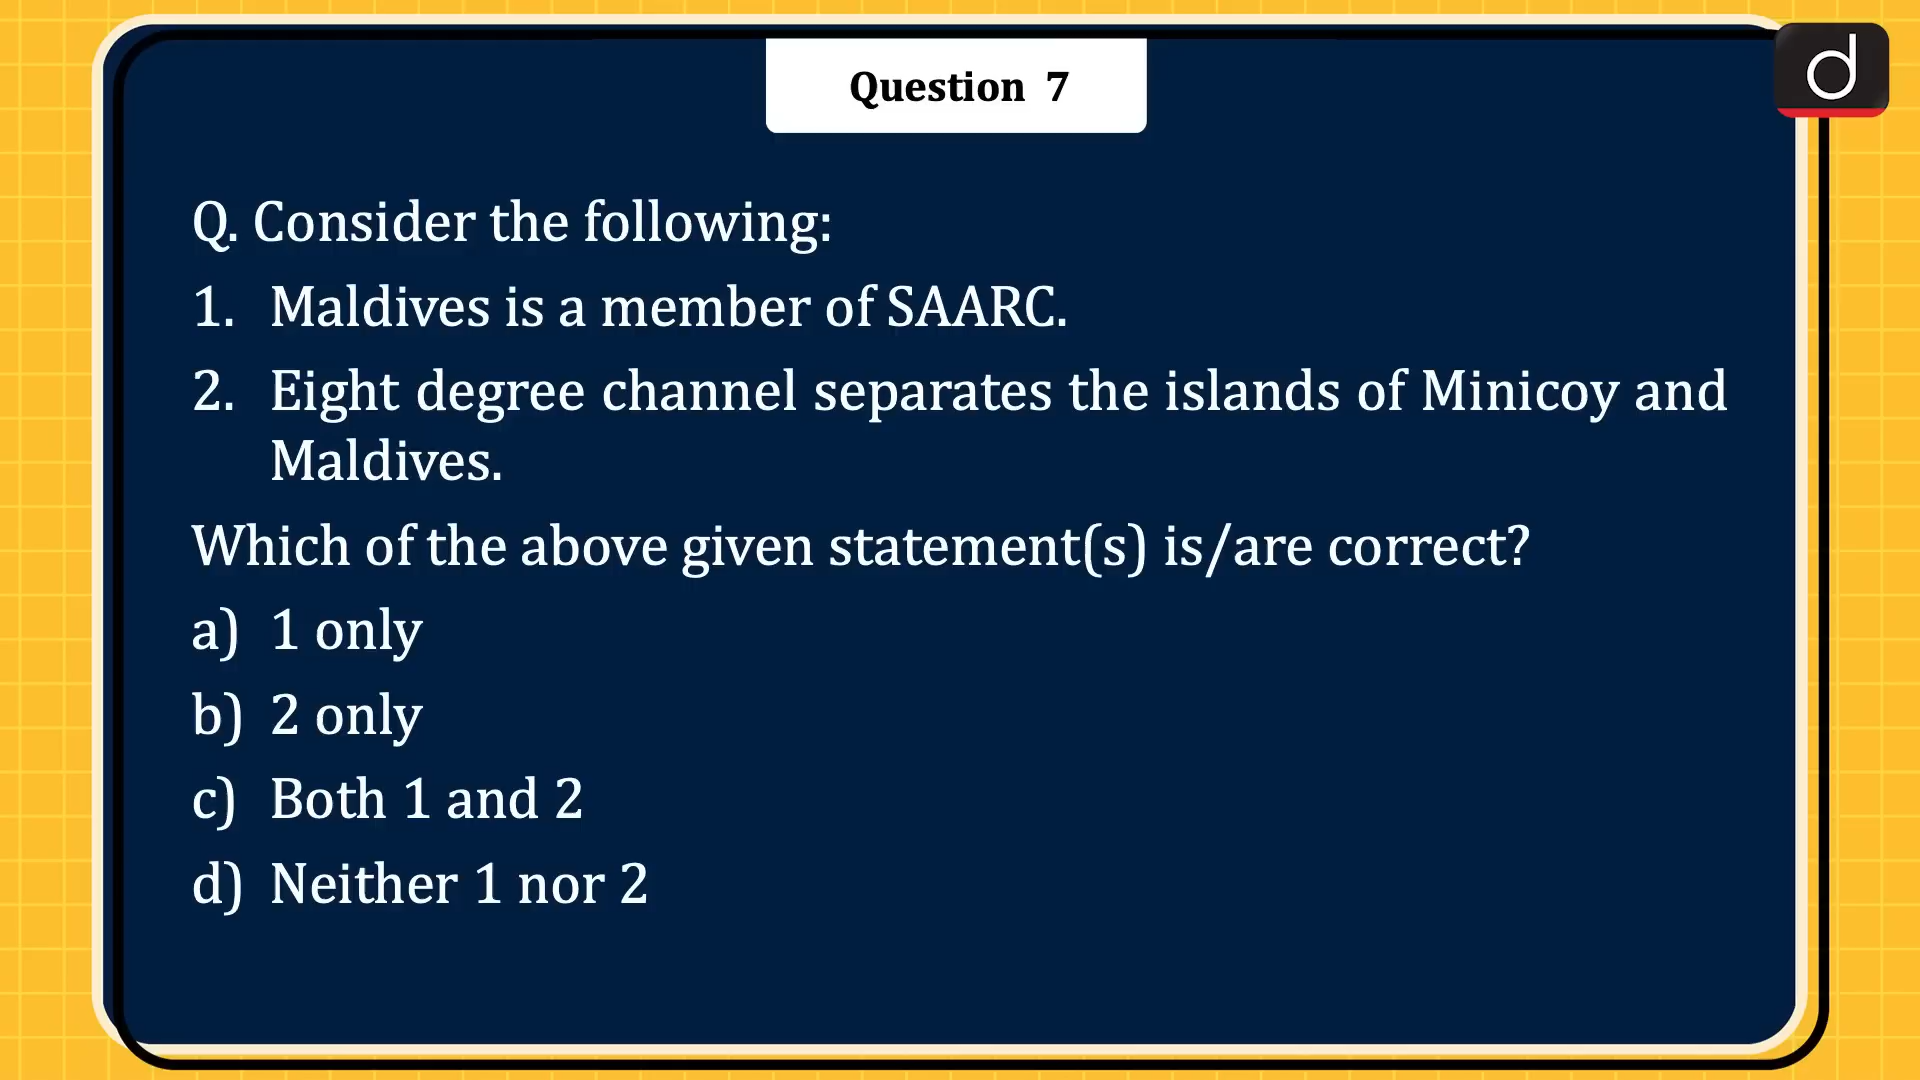 Question 7
Q. Consider the following:
1. Maldives is a member of SAARC.
2. Eight degree channel separates the islands of Minicoy and
Maldives.
Which of the above given statement(s) is/are correct?
a) 1 only
b) 2 only
c) Both 1 and 2
d) Neither 1 nor 2